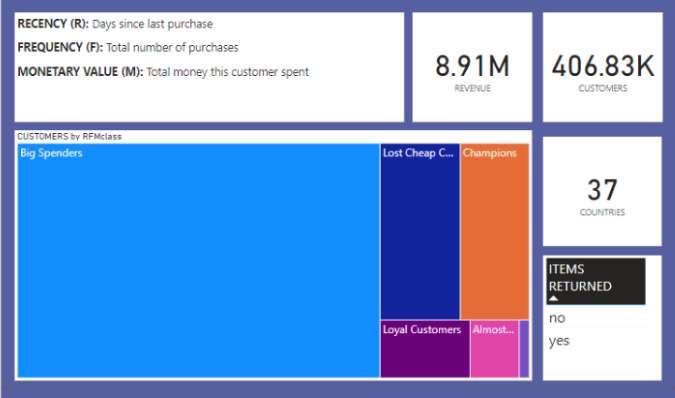 RECENCY (R): Days since last purchase
FREQUENCY (F): Total number of purchases
MONETARY VALUE (M): Total money this customer spent
8.91M
REVENUE
406.83K
CUSTOMERS
CUSTOMERS by RFMclass
Big Spenders
Lost Cheap C...
Champions
Loyal Customers
Almost...
37
COUNTRIES
ITEMS
RETURNED
no
yes